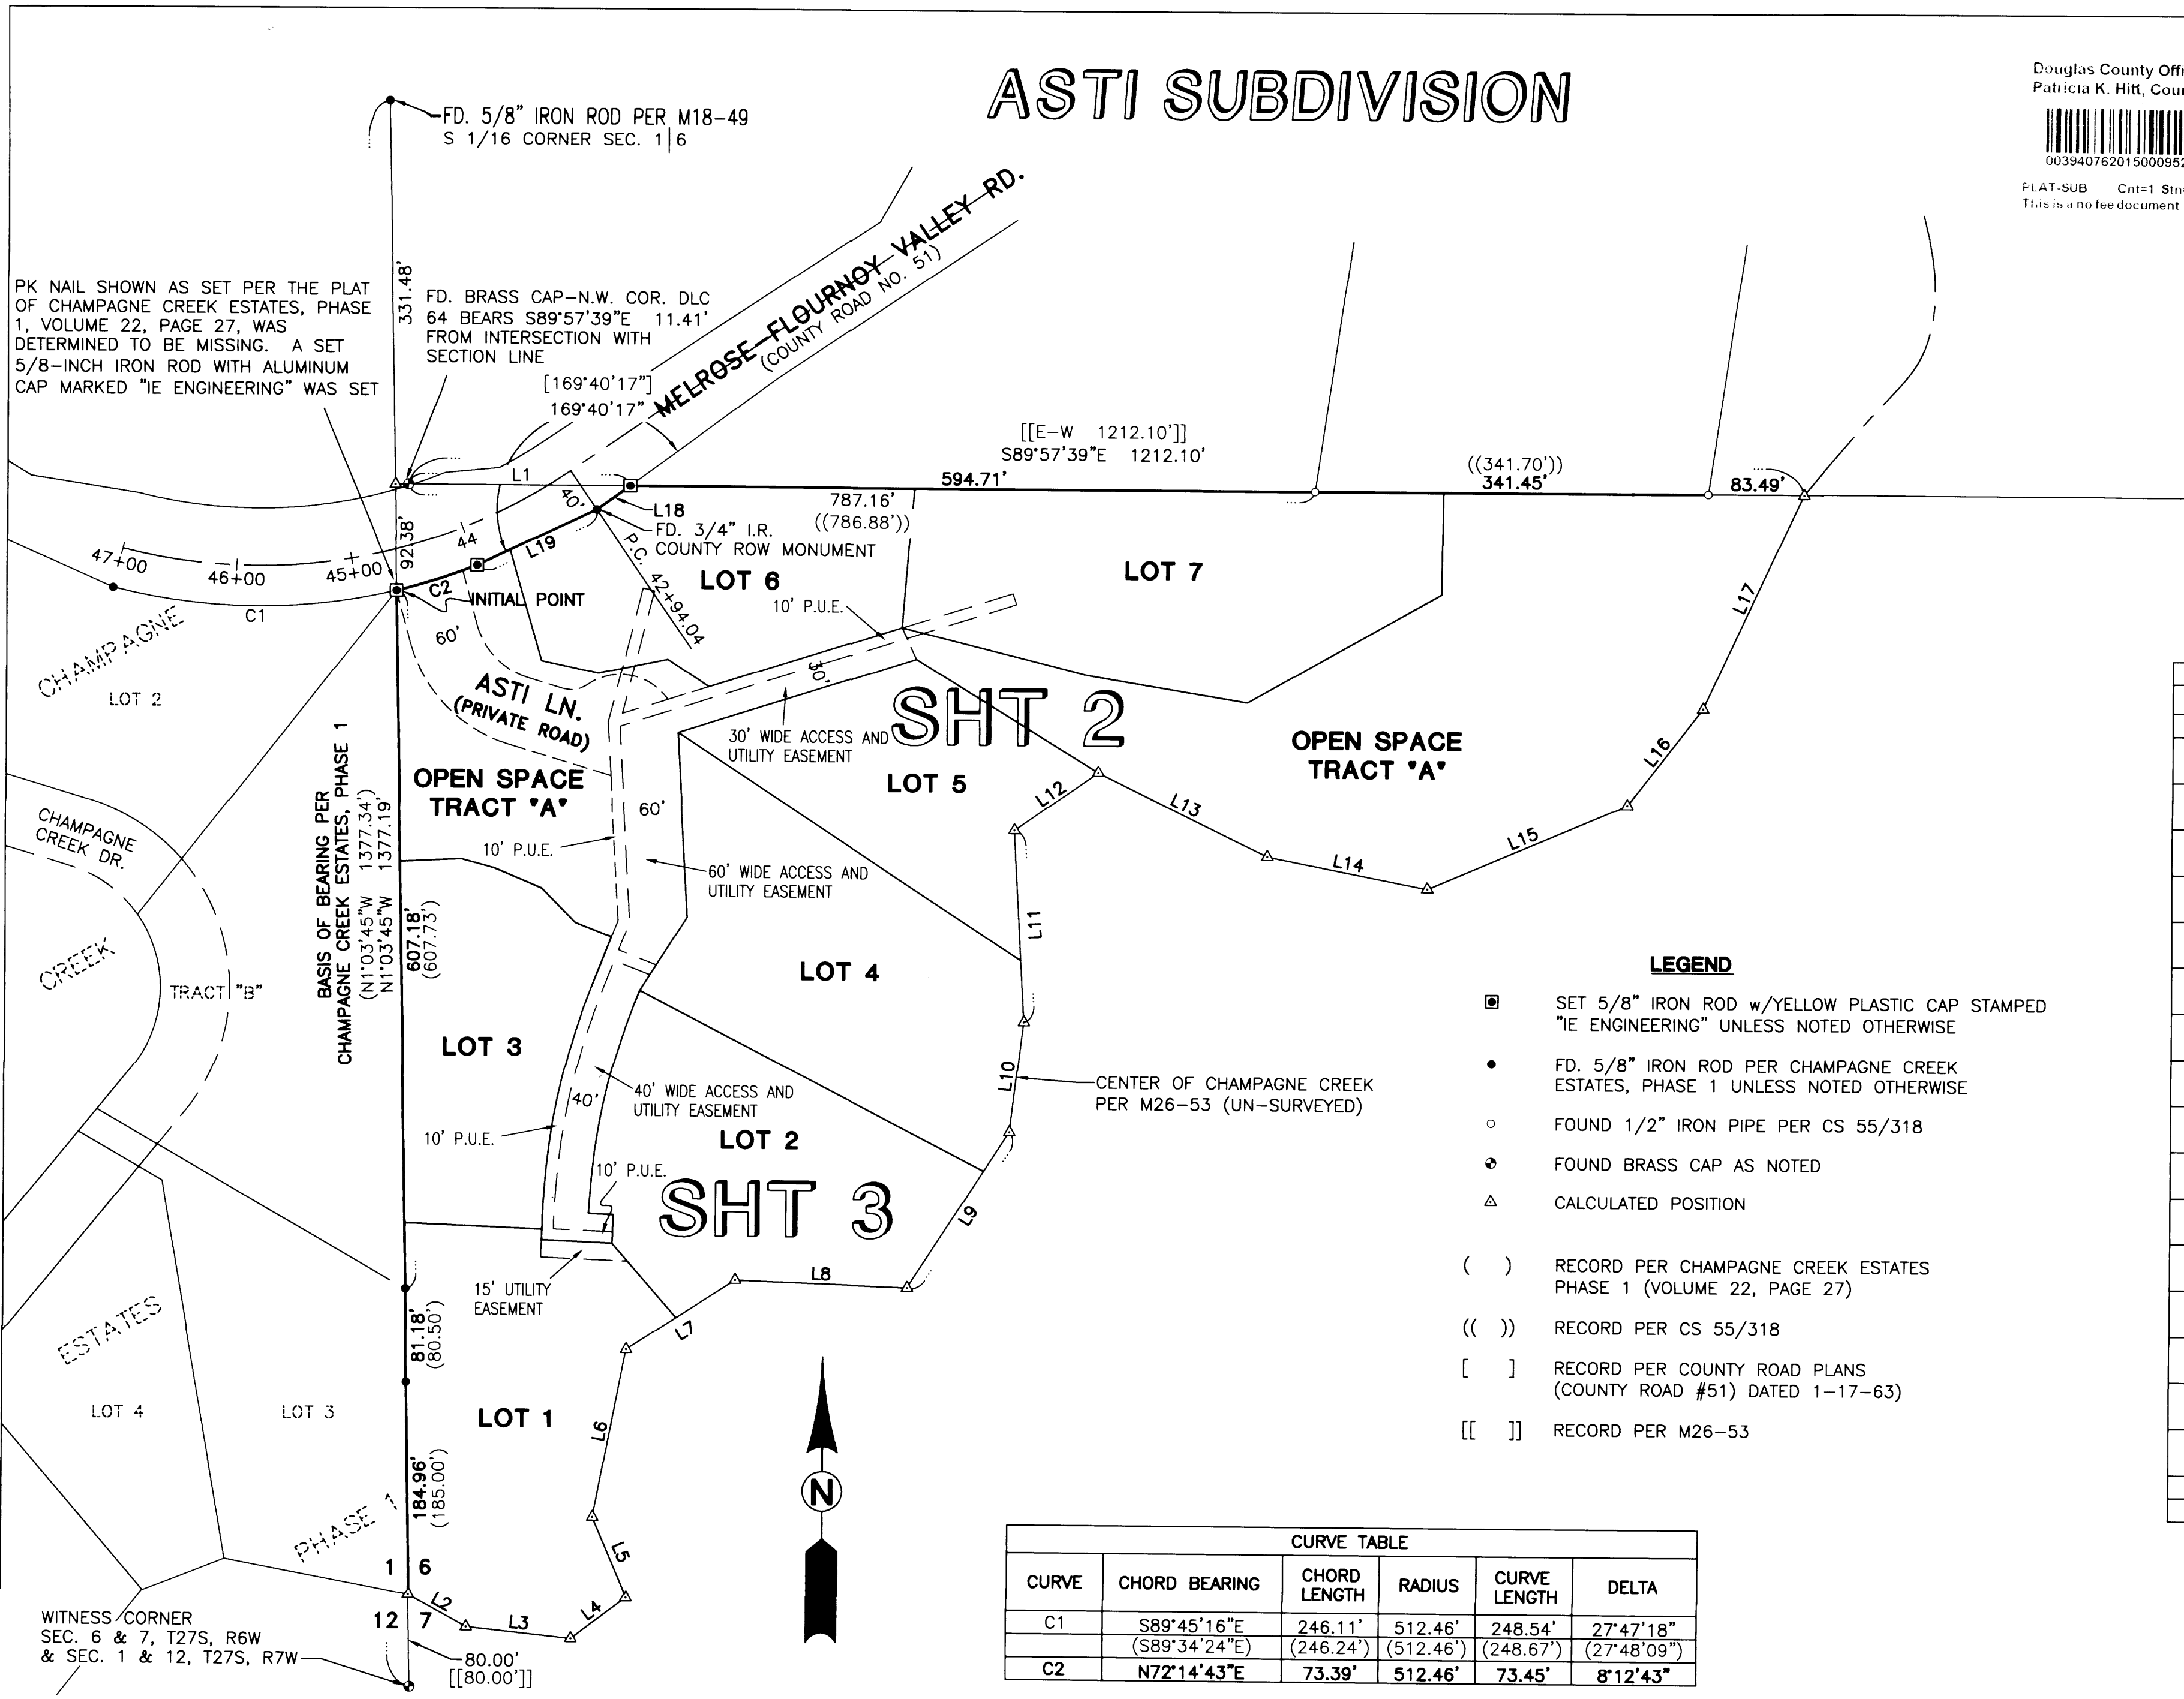 ASTI SUBDIVISION
Douglas County Offi
Patricia K. Hitt, Cou
003940762015000952
PLAT-SUB Cnt=1 Stn
This is a no fee document
FD. 5/8" IRON ROD PER M18-49
S 1/16 CORNER SEC. 1|6
331.48'
PK NAIL SHOWN AS SET PER THE PLAT
OF CHAMPAGNE CREEK ESTATES, PHASE
1, VOLUME 22, PAGE 27, WAS
DETERMINED TO BE MISSING. A SET
5/8-INCH IRON ROD WITH ALUMINUM
CAP MARKED "IE ENGINEERING" WAS SET
FD. BRASS CAP-N.W. COR. DLC
64 BEARS S89°57'39"E 11.41'
FROM INTERSECTION WITH
SECTION LINE
[169°40'17"]
169°40'17"
MELROSE-FLOURNOY VALLEY RD.
(COUNTY ROAD NO. 51)
[[E-W 1212.10']]
S89°57'39"E 1212.10'
594.71'
((341.70'))
341.45'
83.49'
787.16'
((786.88'))
L1
40'
L18
FD. 3/4" I.R.
COUNTY ROW MONUMENT
L19
P.C. 42+94.04
92.38'
47+00
46+00
45+00
44
C1
C2
INITIAL POINT
60'
LOT 6
LOT 7
10' P.U.E.
L17
CHAMPAGNE
LOT 2
ASTI LN.
(PRIVATE ROAD)
30'
SHT 2
30' WIDE ACCESS AND
UTILITY EASEMENT
OPEN SPACE
TRACT "A"
L16
OPEN SPACE
TRACT "A"
LOT 5
L12
L13
L14
L15
60'
10' P.U.E.
60' WIDE ACCESS AND
UTILITY EASEMENT
CHAMPAGNE
CREEK DR.
BASIS OF BEARING PER
CHAMPAGNE CREEK ESTATES, PHASE 1
(N1°03'45"W 1377.34')
N1°03'45"W 1377.19'
607.18'
(607.73')
L11
CREEK
TRACT "B"
LOT 4
LOT 3
L10
CENTER OF CHAMPAGNE CREEK
PER M26-53 (UN-SURVEYED)
40' WIDE ACCESS AND
UTILITY EASEMENT
40'
10' P.U.E.
LOT 2
10' P.U.E.
SHT 3
L9
L8
15' UTILITY
EASEMENT
L7
ESTATES
81.18'
(80.50')
LOT 4
LOT 3
LOT 1
L6
184.96'
(185.00')
PHASE 1
N
L5
1 6
12 7
L2
L3
L4
WITNESS CORNER
SEC. 6 & 7, T27S, R6W
& SEC. 1 & 12, T27S, R7W
80.00'
[[80.00']]
LEGEND
SET 5/8" IRON ROD w/YELLOW PLASTIC CAP STAMPED
"IE ENGINEERING" UNLESS NOTED OTHERWISE
FD. 5/8" IRON ROD PER CHAMPAGNE CREEK
ESTATES, PHASE 1 UNLESS NOTED OTHERWISE
FOUND 1/2" IRON PIPE PER CS 55/318
FOUND BRASS CAP AS NOTED
CALCULATED POSITION
( ) RECORD PER CHAMPAGNE CREEK ESTATES
PHASE 1 (VOLUME 22, PAGE 27)
(( )) RECORD PER CS 55/318
[ ] RECORD PER COUNTY ROAD PLANS
(COUNTY ROAD #51) DATED 1-17-63)
[[ ]] RECORD PER M26-53
CURVE TABLE
CURVE CHORD BEARING CHORD LENGTH RADIUS CURVE LENGTH DELTA
C1 S89°45'16"E 246.11' 512.46' 248.54' 27°47'18"
(S89°34'24"E) (246.24') (512.46') (248.67') (27°48'09")
C2 N72°14'43"E 73.39' 512.46' 73.45' 8°12'43"